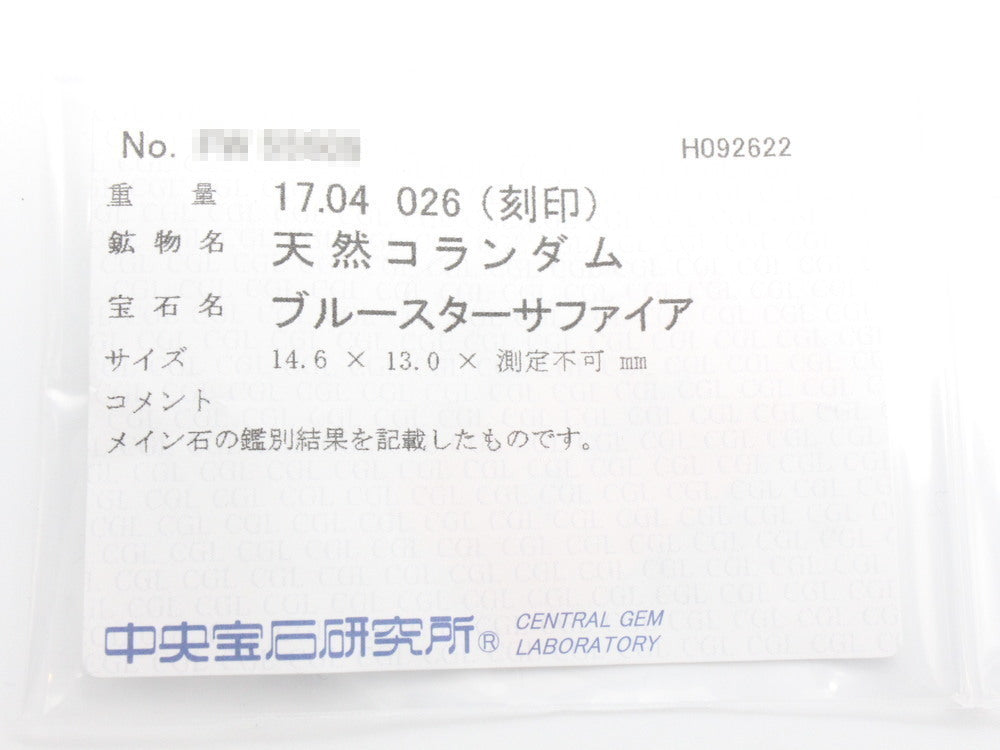 No.
H092622
重量 17.04 026 (刻印)
鉱物名 天然コランダム
宝石名 ブルースターサファイア
サイズ 14.6 × 13.0 × 測定不可 mm
コメント
メイン石の鑑別結果を記載したものです。
中央宝石研究所® CENTRAL GEM
LABORATORY